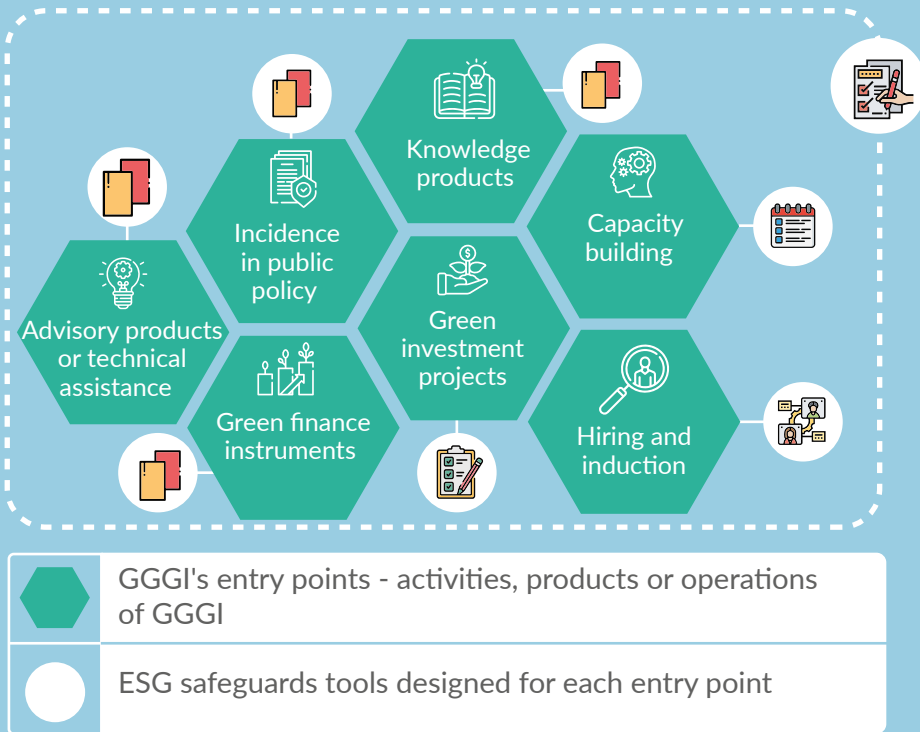 Knowledge
products
Incidence
in public
policy
Capacity
building
Advisory products
or technical
assistance
Green
investment
projects
Green finance
instruments
Hiring and
induction
GGGI's entry points - activities, products or operations
of GGGI
ESG safeguards tools designed for each entry point